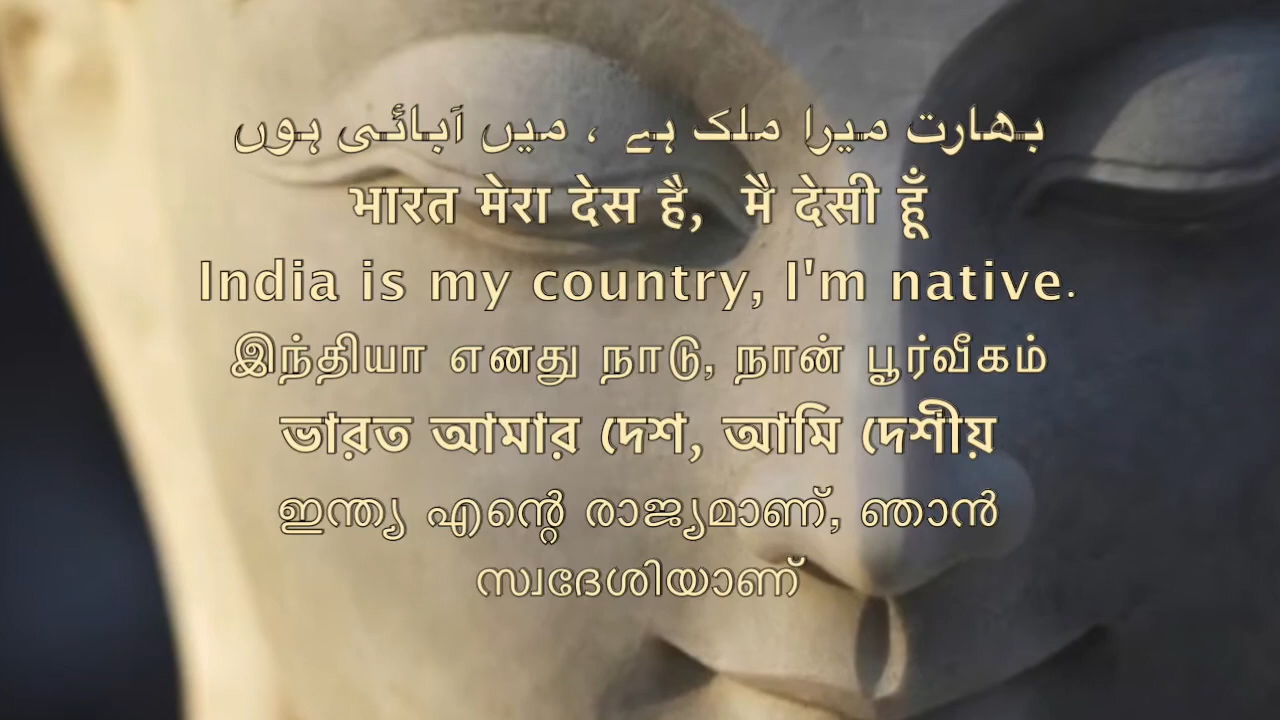 بھارت میرا ملک ہے ، میں آبائی ہوں
भारत मेरा देस है, मै देसी हूँ
India is my country, I'm native.
இந்தியா எனது நாடு, நான் பூர்வீகம்
ভারত আমার দেশ, আমি দেশীয়
ഇന്ത്യ എന്റെ രാജ്യമാണ്, ഞാൻ
സ്വദേശിയാണ്